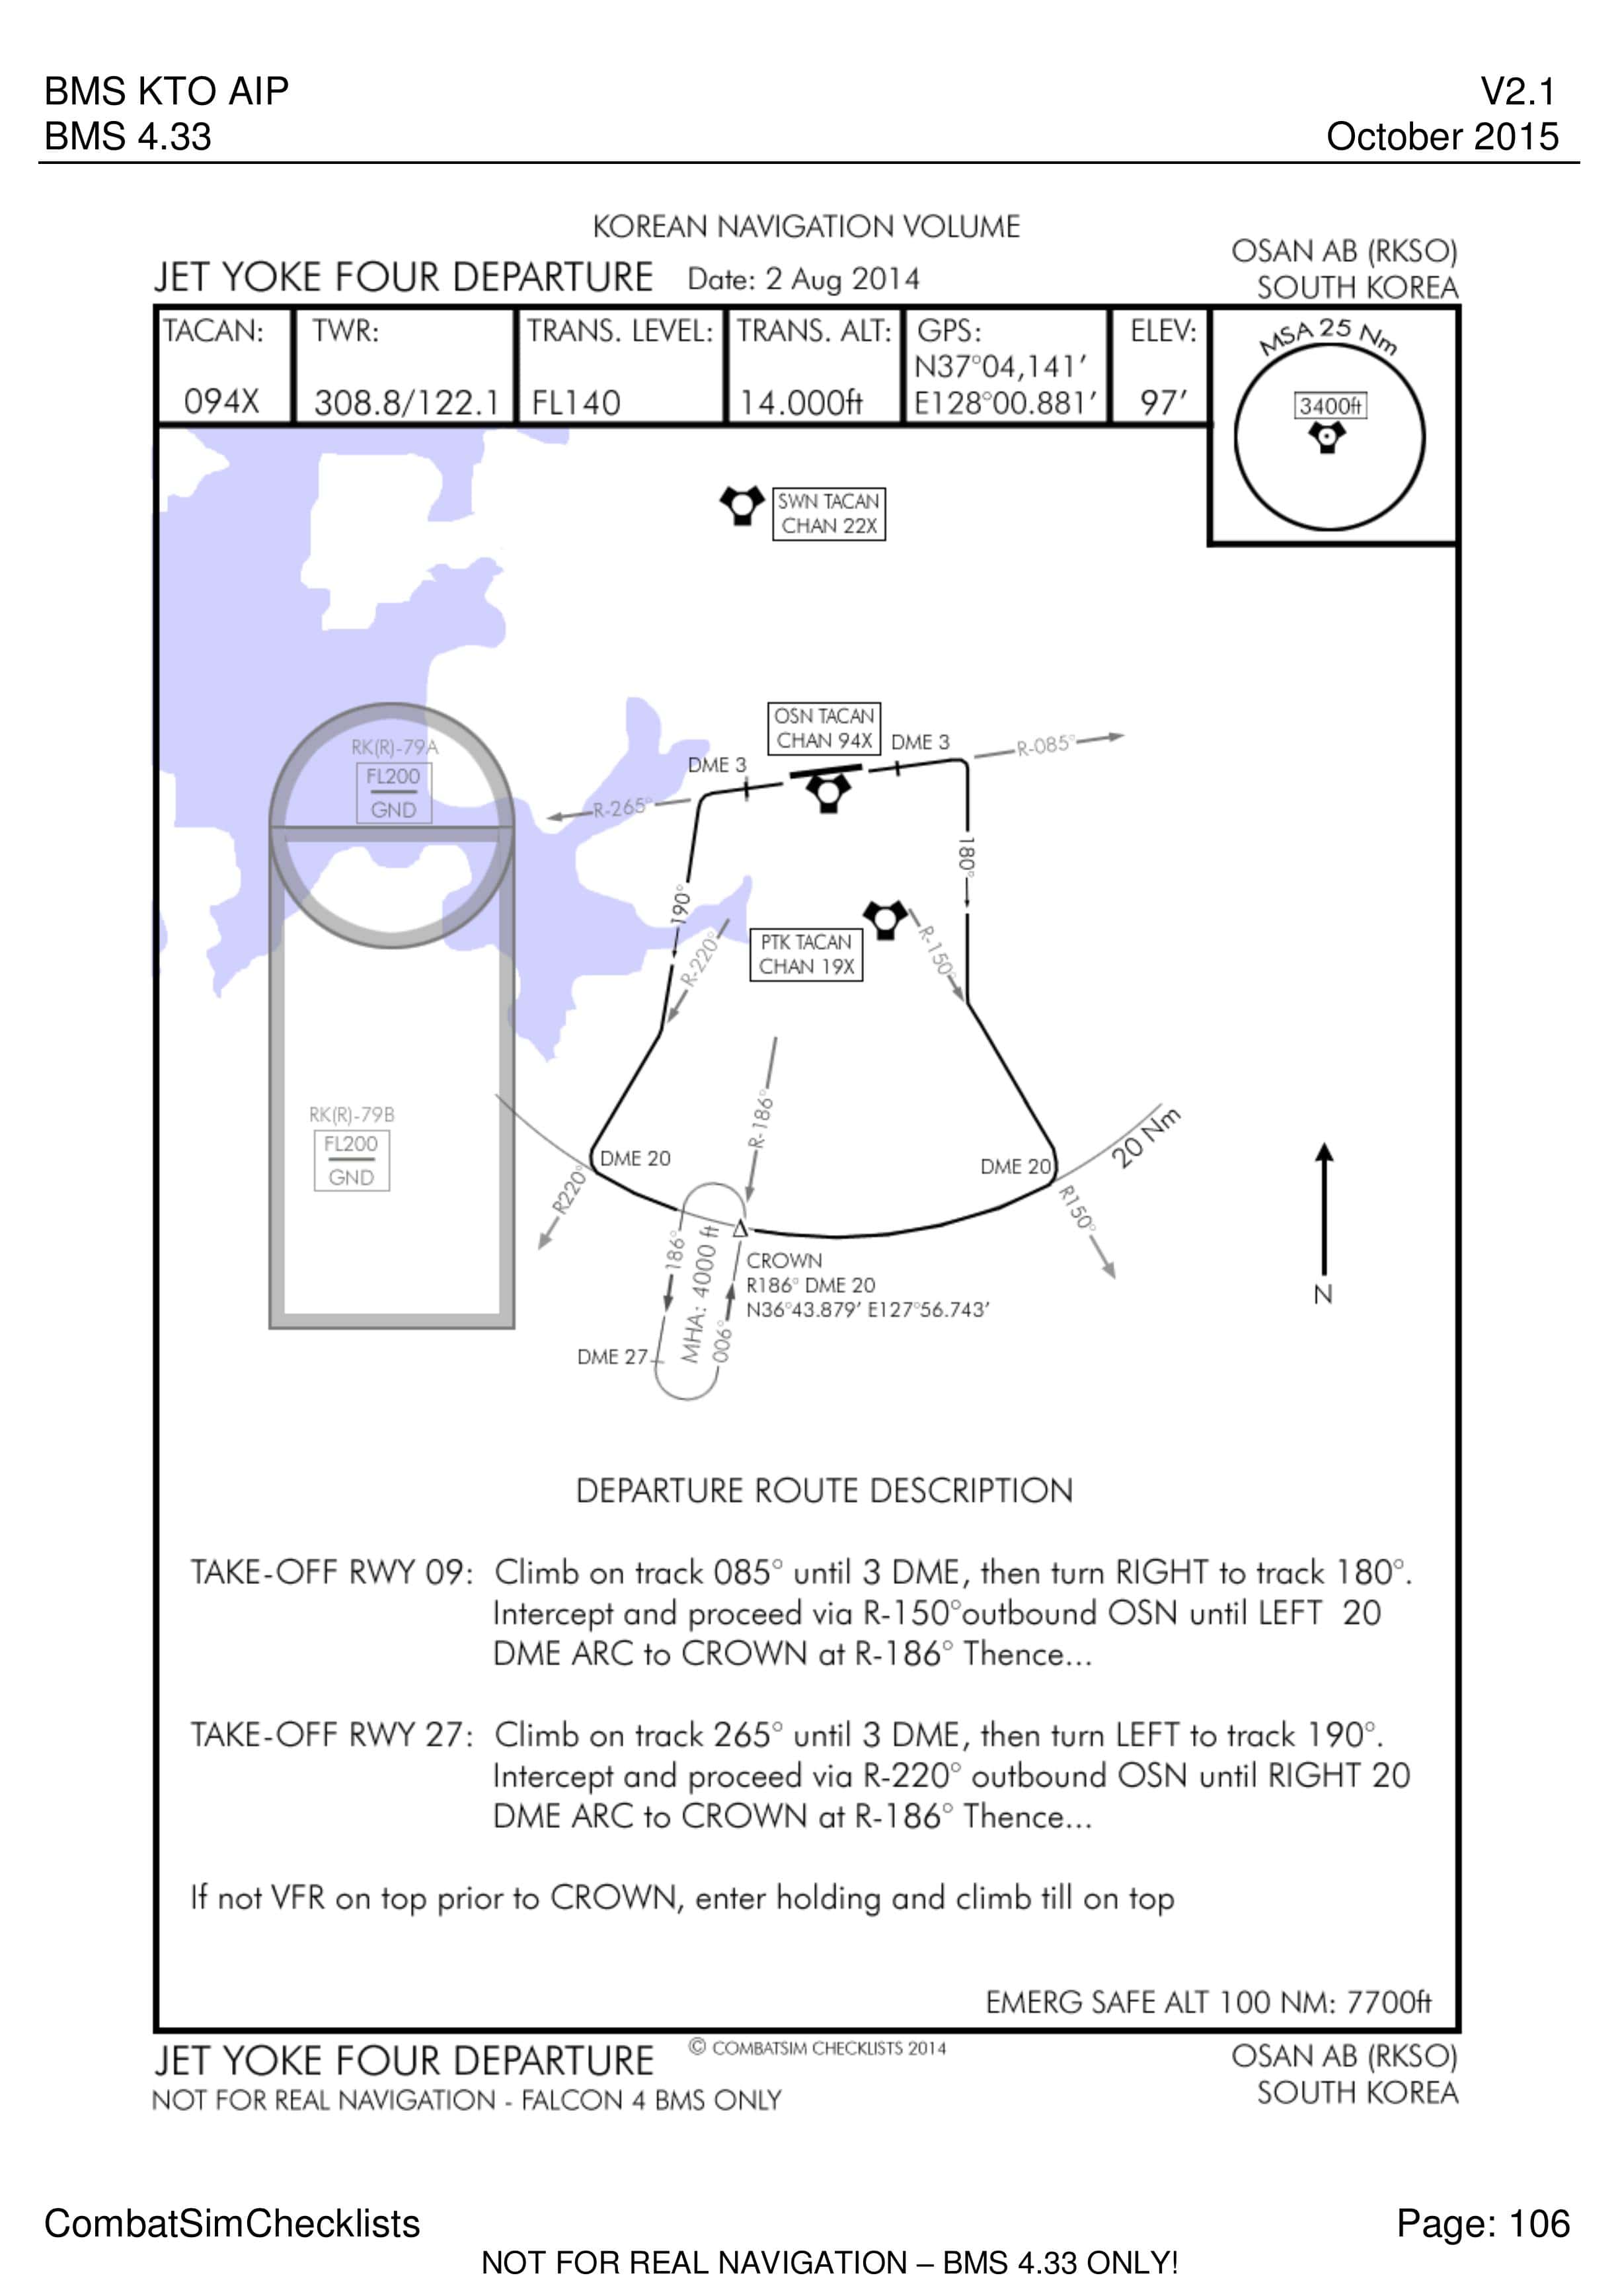 BMS KTO AIP V2.1
BMS 4.33 October 2015
KOREAN NAVIGATION VOLUME
JET YOKE FOUR DEPARTURE Date: 2 Aug 2014
OSAN AB (RKSO)
SOUTH KOREA
TACAN:
094X
TWR:
308.8/122.1
TRANS. LEVEL:
FL140
TRANS. ALT:
14.000ft
GPS:
N37°04,141′
E128°00.881′
ELEV:
97′
MSA 25 Nm
3400ft
SWN TACAN
CHAN 22X
OSN TACAN
CHAN 94X
DME 3
R-085°
DME 3
R-265°
RK(R)-79A
FL200
GND
180°
190°
R-220°
PTK TACAN
CHAN 19X
R-150°
R-186°
RK(R)-79B
FL200
GND
DME 20
R220°
DME 20
20 Nm
R150°
186°
MHA: 4000 ft
006°
CROWN
R186° DME 20
N36°43.879′ E127°56.743′
DME 27
N
DEPARTURE ROUTE DESCRIPTION
TAKE-OFF RWY 09: Climb on track 085° until 3 DME, then turn RIGHT to track 180°.
Intercept and proceed via R-150°outbound OSN until LEFT 20
DME ARC to CROWN at R-186° Thence...
TAKE-OFF RWY 27: Climb on track 265° until 3 DME, then turn LEFT to track 190°.
Intercept and proceed via R-220° outbound OSN until RIGHT 20
DME ARC to CROWN at R-186° Thence...
If not VFR on top prior to CROWN, enter holding and climb till on top
EMERG SAFE ALT 100 NM: 7700ft
JET YOKE FOUR DEPARTURE © COMBATSIM CHECKLISTS 2014
NOT FOR REAL NAVIGATION - FALCON 4 BMS ONLY
OSAN AB (RKSO)
SOUTH KOREA
CombatSimChecklists Page: 106
NOT FOR REAL NAVIGATION – BMS 4.33 ONLY!